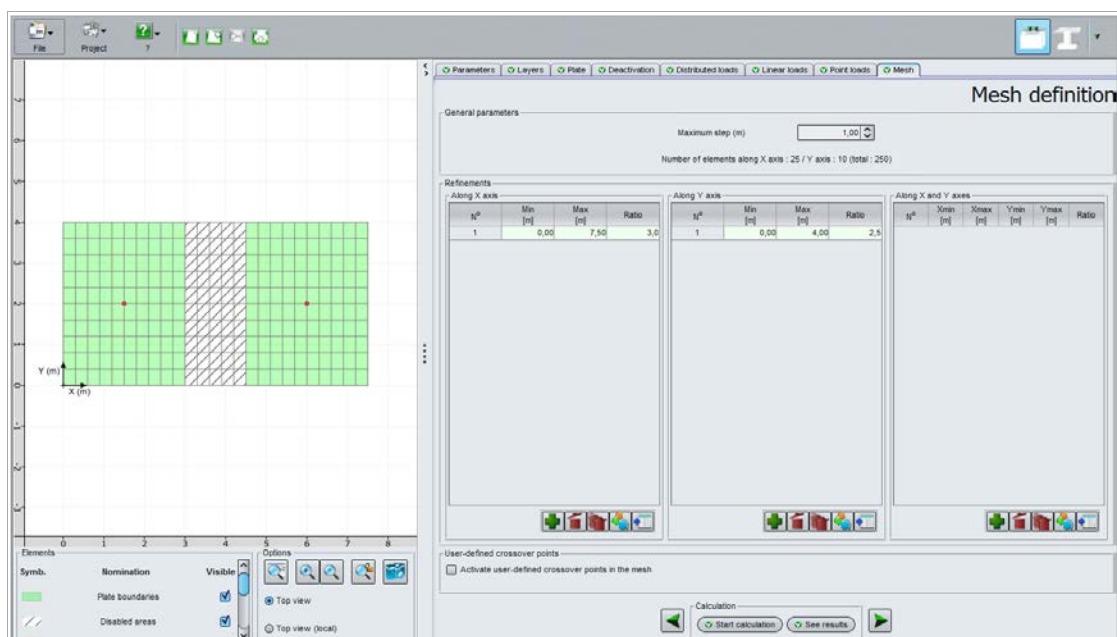 File
Project
?
Parameters
Layers
Plate
Deactivation
Distributed loads
Linear loads
Point loads
Mesh
Mesh definition
General parameters
Maximum step (m)
1,00
Number of elements along X axis : 25 / Y axis : 10 (total : 250)
Refinements
Along X axis
Nº Min [m] Max [m] Ratio
1 0,00 7,50 3,0
Along Y axis
Nº Min [m] Max [m] Ratio
1 0,00 4,00 2,5
Along X and Y axes
Nº Xmin [m] Xmax [m] Ymin [m] Ymax [m] Ratio
Y (m)
X (m)
0 1 2 3 4 5 6 7 8
Elements
Symb. Nomination Visible
Plate boundaries
Disabled areas
Options
Top view
Top view (local)
User-defined crossover points
Activate user-defined crossover points in the mesh
Calculation
Start calculation
See results